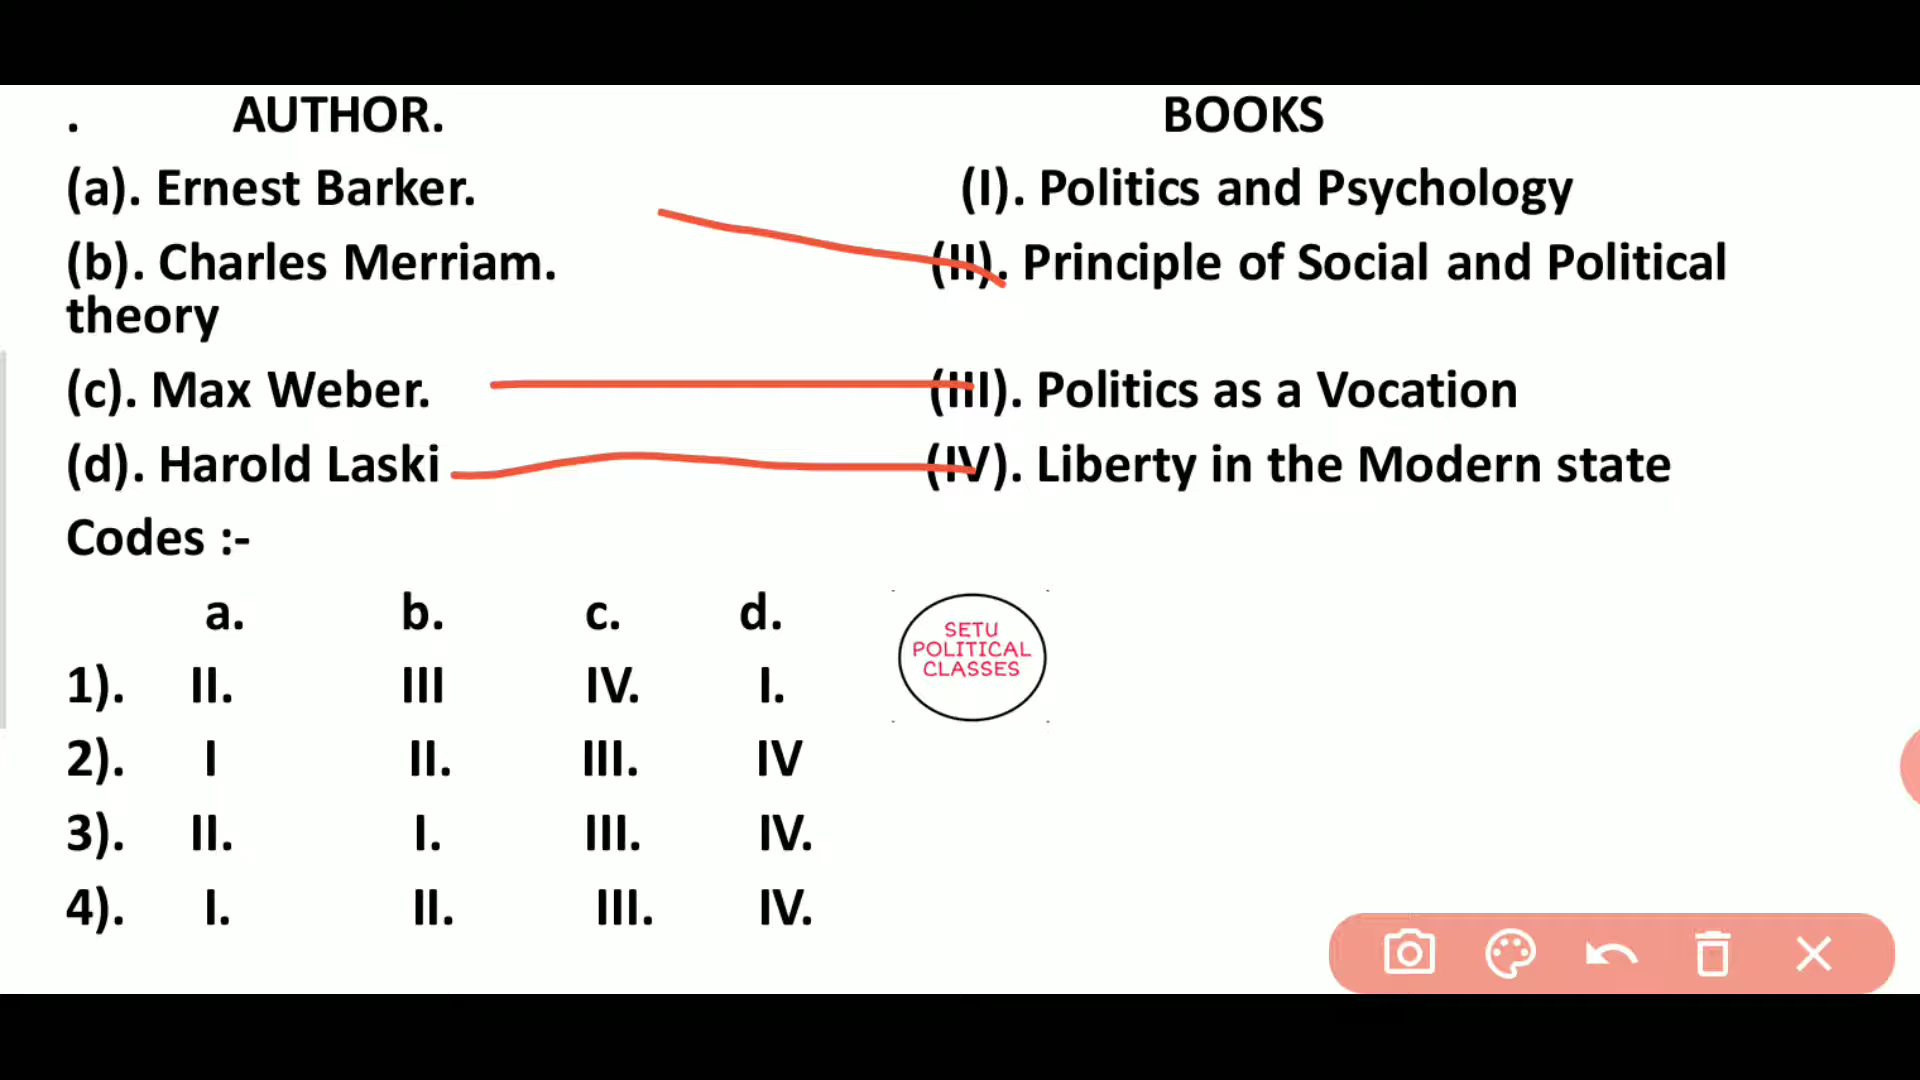 . AUTHOR. BOOKS
(a). Ernest Barker. (I). Politics and Psychology
(b). Charles Merriam. (II). Principle of Social and Political
theory
(c). Max Weber. (III). Politics as a Vocation
(d). Harold Laski (IV). Liberty in the Modern state
Codes :-
a. b. c. d.
1). II. III IV. I.
2). I II. III. IV
3). II. I. III. IV.
4). I. II. III. IV.
SETU
POLITICAL
CLASSES